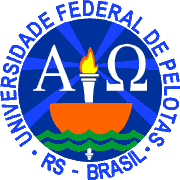 UNIVERSIDADE FEDERAL DE PELOTAS
Α Ω
• RS - BRASIL •